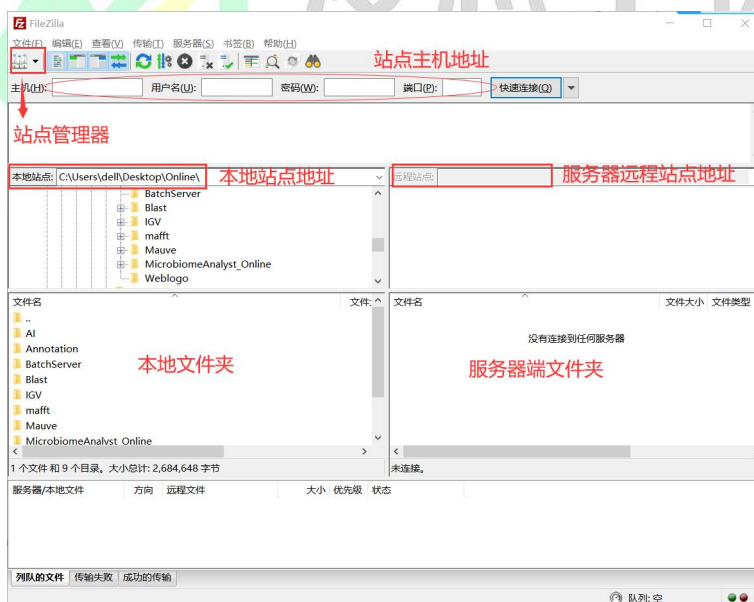 FileZilla
文件(F) 编辑(E) 查看(V) 传输(T) 服务器(S) 书签(B) 帮助(H)
站点主机地址
主机(H): 用户名(U): 密码(W): 端口(P): 快速连接(Q)
站点管理器
本地站点: C:\Users\dell\Desktop\Online\ 本地站点地址
远程站点: 服务器远程站点地址
BatchServer
Blast
IGV
mafft
Mauve
MicrobiomeAnalyst_Online
Weblogo
文件名 文件:
..
AI
Annotation
BatchServer
Blast
IGV
mafft
Mauve
MicrobiomeAnalyst_Online
本地文件夹
1 个文件 和 9 个目录。大小总计: 2,684,648 字节
文件名 文件大小 文件类型
没有连接到任何服务器
服务器端文件夹
未连接。
服务器/本地文件 方向 远程文件 大小 优先级 状态
列队的文件 传输失败 成功的传输
队列: 空